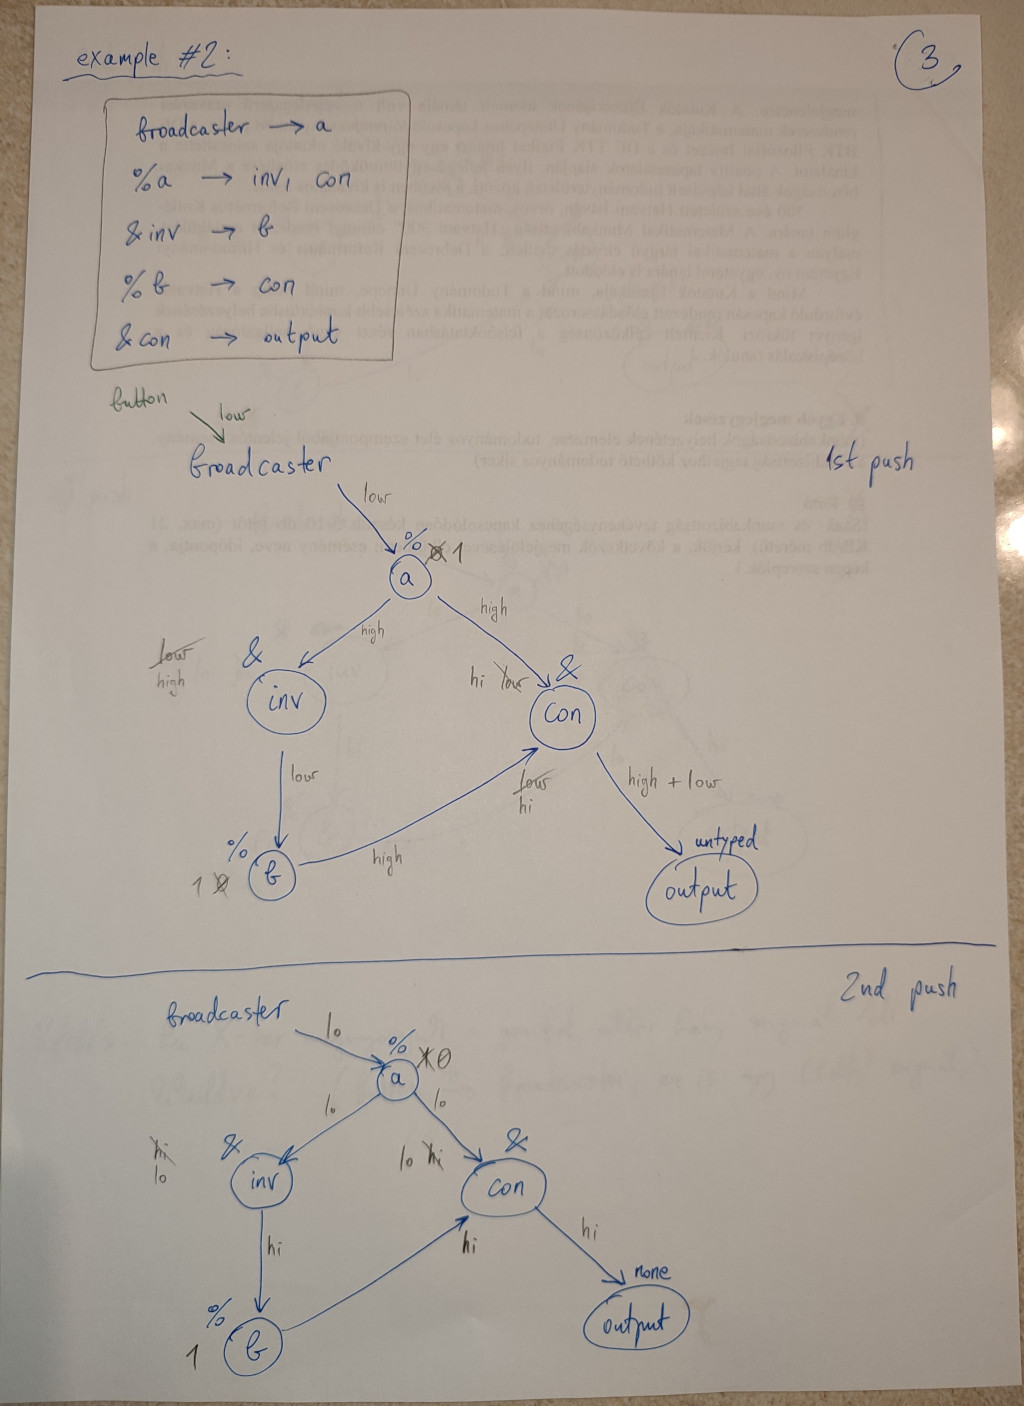 example #2:
3
broadcaster → a
%a → inv, con
&inv → b
%b → con
&con → output
button
low
broadcaster
1st push
low
%
a
0 1
high
high
low
high
&
inv
hi low
&
con
low
low
hi
high + low
%
1 0
b
high
untyped
output
2nd push
broadcaster
lo
%
a
1 0
lo
lo
hi
lo
&
inv
lo hi
&
con
hi
hi
hi
none
output
%
1
b